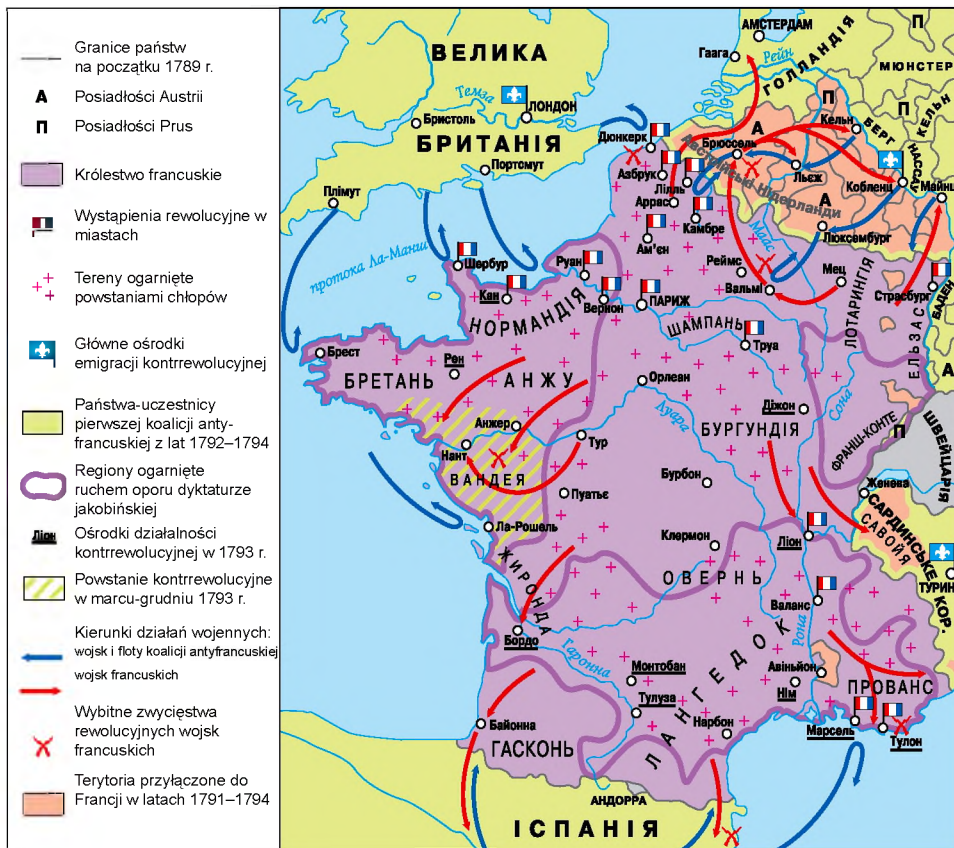 Granice państw
na początku 1789 r.
A
Posiadłości Austrii
П
Posiadłości Prus
Królestwo francuskie
Wystąpienia rewolucyjne w
miastach
Tereny ogarnięte
powstaniami chłopów
Główne ośrodki
emigracji kontrrewolucyjnej
Państwa-uczestnicy
pierwszej koalicji anty-
francuskiej z lat 1792–1794
Regiony ogarnięte
ruchem oporu dyktaturze
jakobińskiej
Ліон
Ośrodki działalności
kontrrewolucyjnej w 1793 r.
Powstanie kontrrewolucyjne
w marcu-grudniu 1793 r.
Kierunki działań wojennych:
wojsk i floty koalicji antyfrancuskiej
wojsk francuskich
Wybitne zwycięstwa
rewolucyjnych wojsk
francuskich
Terytoria przyłączone do
Francji w latach 1791–1794
АМСТЕРДАМ
Гаага
Рейн
ГОЛЛАНДІЯ
П
МЮНСТЕР
ВЕЛИКА
БРИТАНІЯ
Темза
ЛОНДОН
Бристоль
Портсмут
Плімут
протока Ла-Манш
П
П
КЕЛЬН
Кельн
БЕРГ
НАССАУ
А
Дюнкерк
Брюссель
Австрійські Нідерланди
Азбрук
Лілль
Льєж
Кобленц
Майнц
Аррас
Камбре
А
Люксембург
Ам'єн
Маас
Шербур
Руан
Реймс
Мец
Кан
Вернон
ПАРИЖ
Вальмі
ЛОТАРИНГІЯ
Страсбург
БАДЕН
НОРМАНДІЯ
ШАМПАНЬ
Труа
ЕЛЬЗАС
А
Брест
БРЕТАНЬ
Рен
АНЖУ
Орлеан
Луара
Діжон
Сона
БУРГУНДІЯ
ФРАНШ-КОНТЕ
П
ШВЕЙЦАРІЯ
Анжер
Нант
Тур
ВАНДЕЯ
Пуатьє
Бурбон
Женева
Ла-Рошель
Клермон
Ліон
САВОЙЯ
САРДИНСЬКЕ КОР.
ТУРИН
ЖИРОНДА
ОВЕРНЬ
Валанс
Рона
Бордо
Гаронна
Монтобан
Авіньйон
Нім
ПРОВАНС
Тулуза
ЛАНГЕДОК
Марсель
Тулон
Байонна
ГАСКОНЬ
Нарбон
АНДОРРА
ІСПАНІЯ